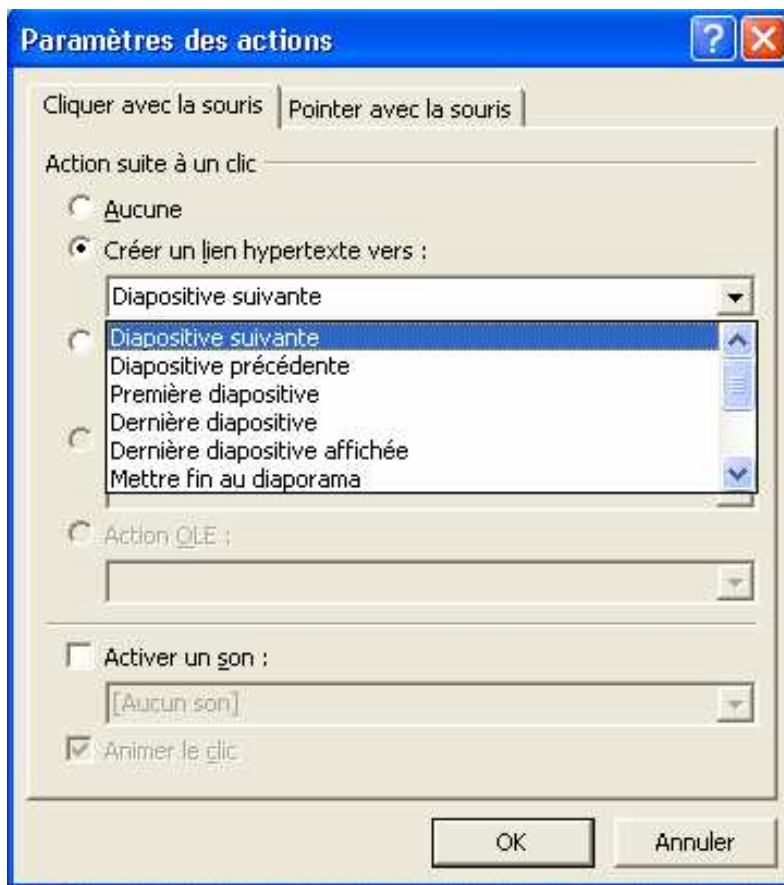 Paramètres des actions
Cliquer avec la souris
Pointer avec la souris
Action suite à un clic
Aucune
Créer un lien hypertexte vers :
Diapositive suivante
Diapositive suivante
Diapositive précédente
Première diapositive
Dernière diapositive
Dernière diapositive affichée
Mettre fin au diaporama
Action OLE :
Activer un son :
[Aucun son]
Animer le clic
OK
Annuler